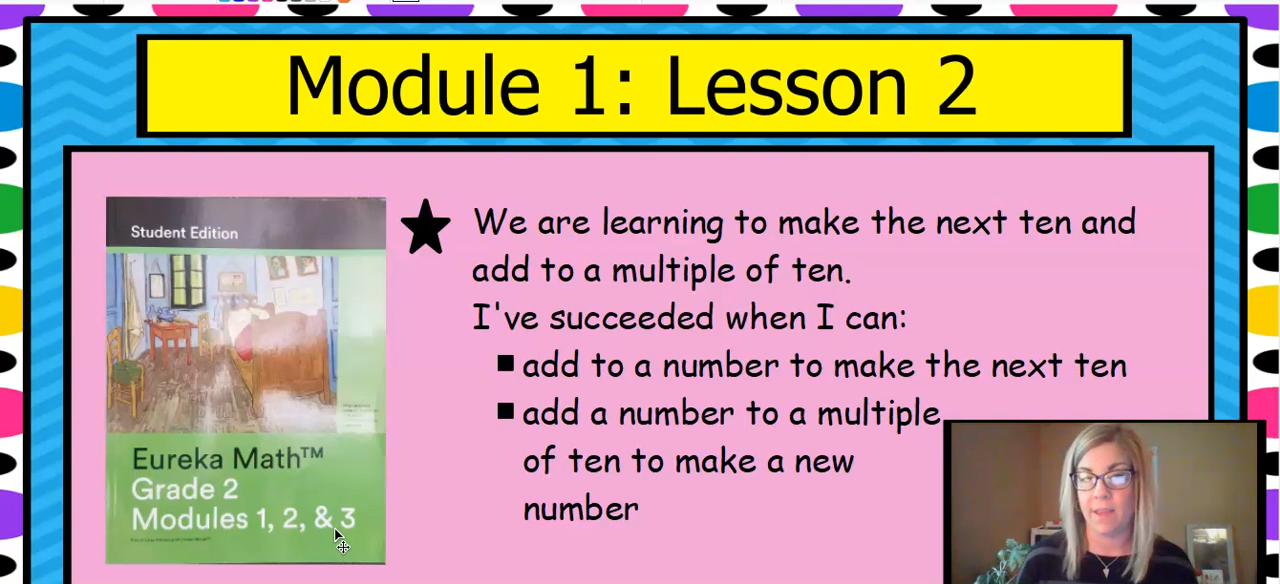 Module 1: Lesson 2
Student Edition
Eureka Math™
Grade 2
Modules 1, 2, & 3
★ We are learning to make the next ten and
add to a multiple of ten.
I've succeeded when I can:
■ add to a number to make the next ten
■ add a number to a multiple
of ten to make a new
number